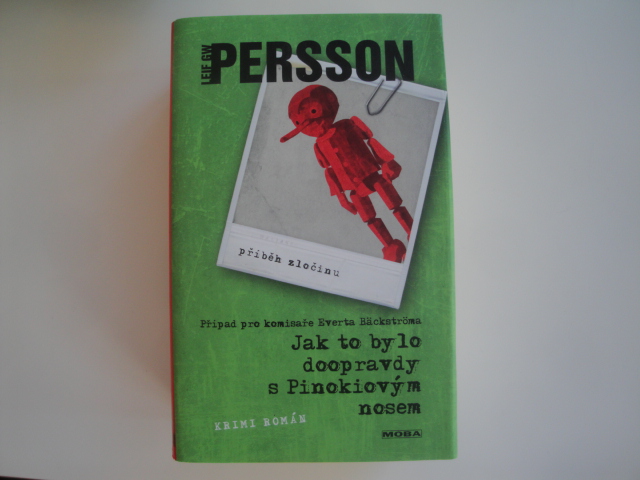 LEIF GW
PERSSON
příběh zločinu
Případ pro komisaře Everta Bäckströma
Jak to bylo
doopravdy
s Pinokiovým
nosem
KRIMI ROMÁN
MOBA